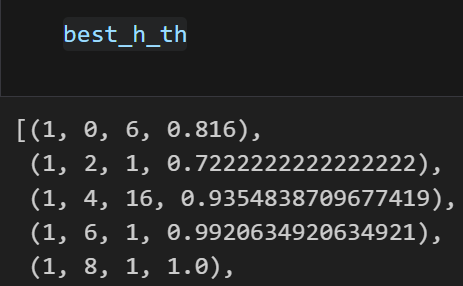 best_h_th
[(1, 0, 6, 0.816),
(1, 2, 1, 0.7222222222222222),
(1, 4, 16, 0.9354838709677419),
(1, 6, 1, 0.9920634920634921),
(1, 8, 1, 1.0),